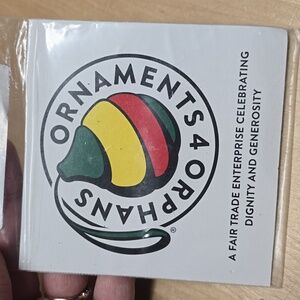 ORNAMENTS 4 ORPHANS
®
A FAIR TRADE ENTERPRISE CELEBRATING
DIGNITY AND GENEROSITY